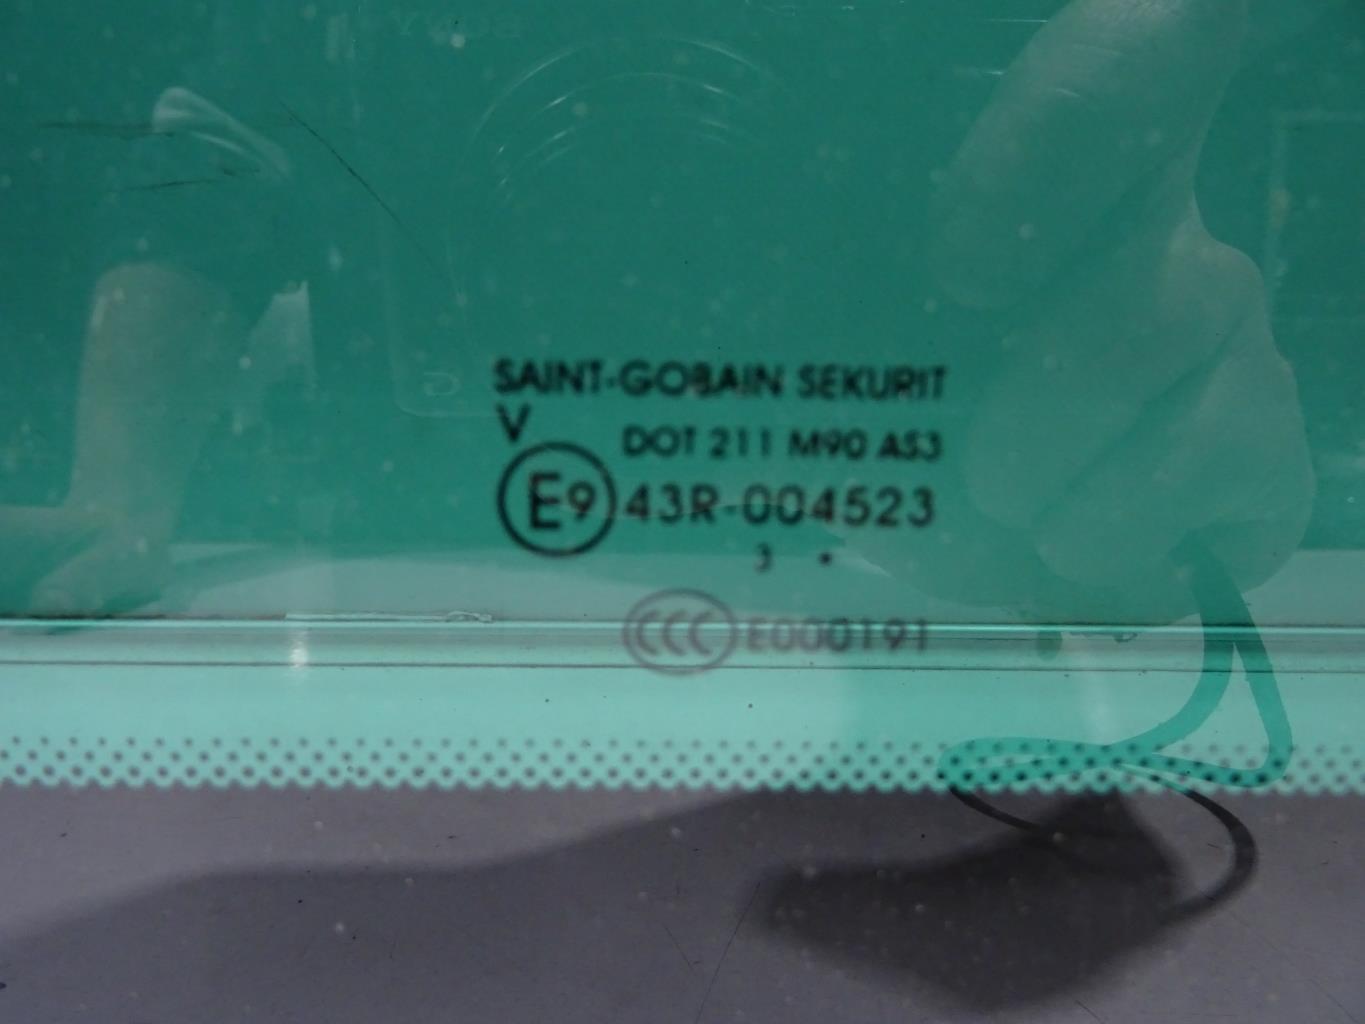 SAINT-GOBAIN SEKURIT
V
DOT 211 M90 AS3
E9 43R-004523
3 •
CCC E000191